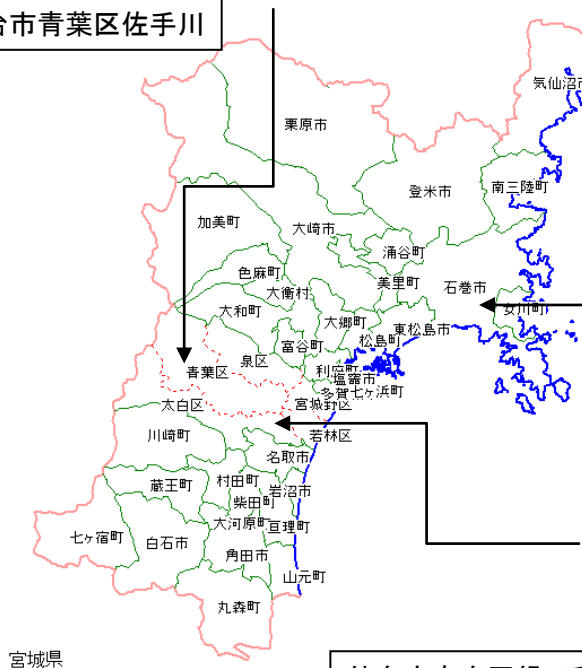 台市青葉区佐手川
気仙沼市
栗原市
登米市
南三陸町
加美町
大崎市
涌谷町
色麻町
美里町
石巻市
大衡村
女川町
大和町
大郷町
東松島市
松島町
富谷町
泉区
利府町
青葉区
塩竈市
多賀
七ヶ浜町
太白区
宮城野区
川崎町
若林区
名取市
村田町
蔵王町
岩沼市
柴田町
大河原町
亘理町
七ヶ宿町
白石市
角田市
山元町
丸森町
宮城県